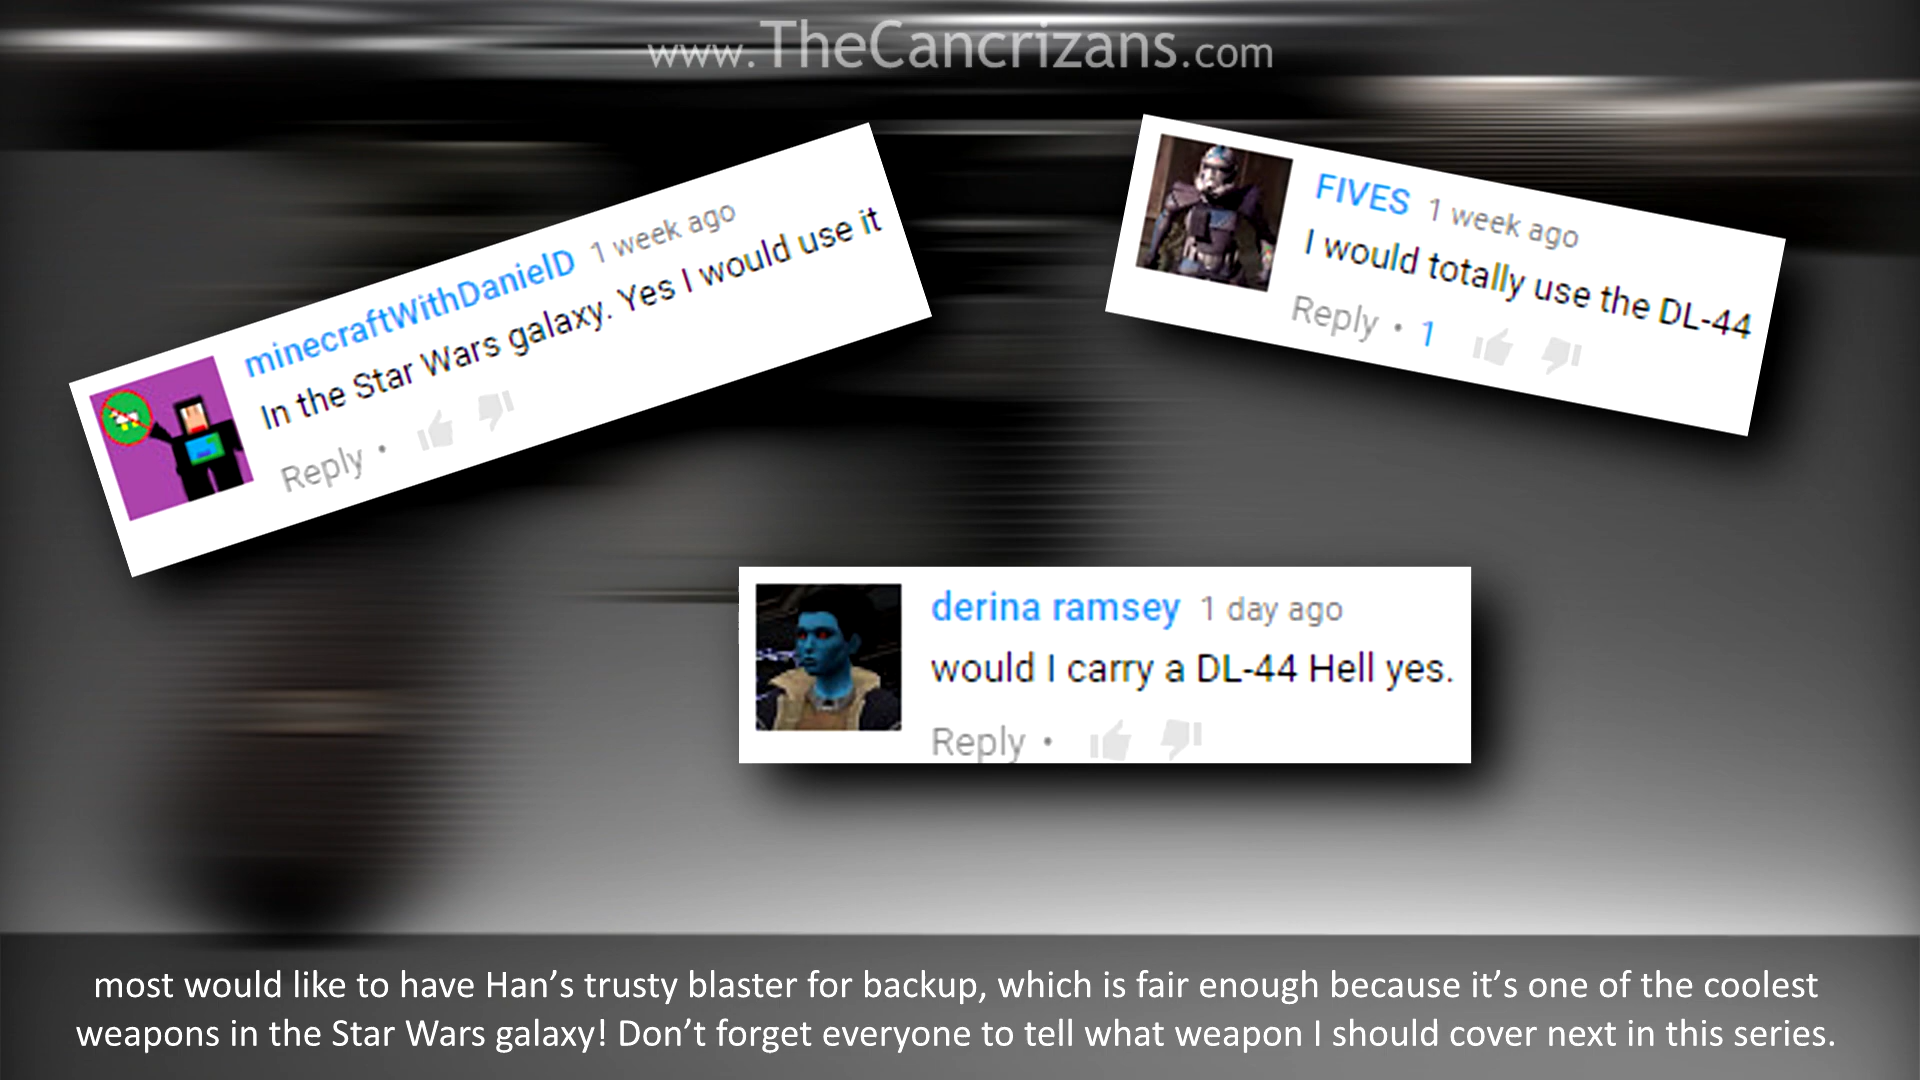 www.TheCancrizans.com
minecraftWithDanielD 1 week ago
In the Star Wars galaxy. Yes I would use it
Reply •
FIVES 1 week ago
I would totally use the DL-44
Reply • 1
derina ramsey 1 day ago
would I carry a DL-44 Hell yes.
Reply •
most would like to have Han’s trusty blaster for backup, which is fair enough because it’s one of the coolest
weapons in the Star Wars galaxy! Don’t forget everyone to tell what weapon I should cover next in this series.